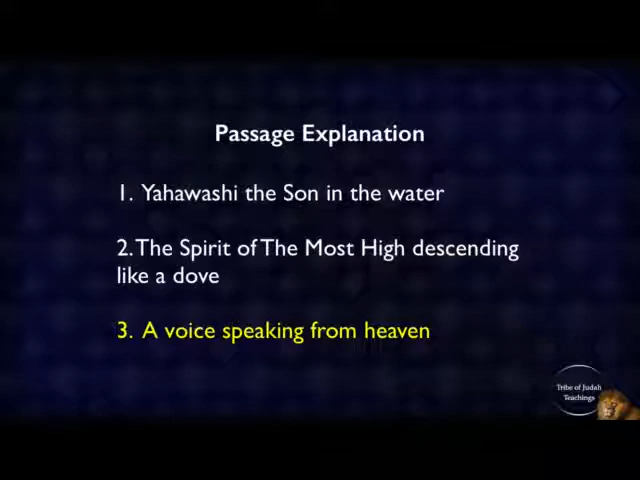 Passage Explanation
1. Yahawashi the Son in the water
2. The Spirit of The Most High descending
like a dove
3. A voice speaking from heaven
Tribe of Judah
Teachings